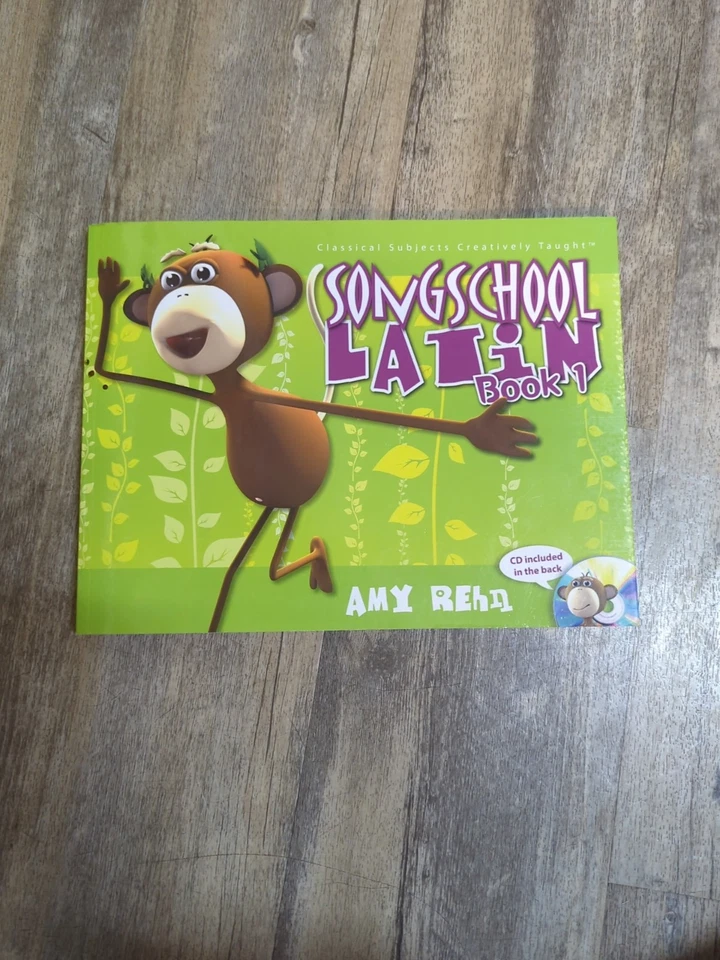 Classical Subjects Creatively Taught™
SONGSCHOOL
LATiN
Book 1
CD included
in the back
AMY REhn